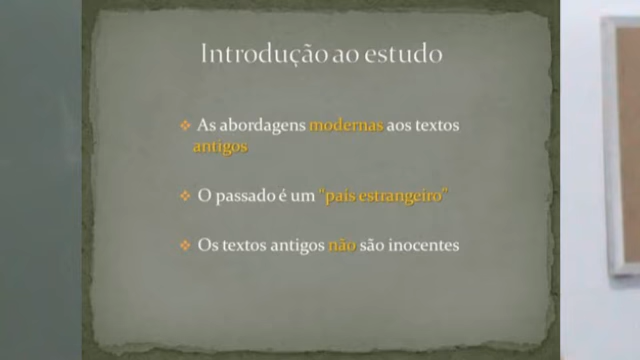 Introdução ao estudo
As abordagens modernas aos textos
antigos
O passado é um "país estrangeiro"
Os textos antigos não são inocentes